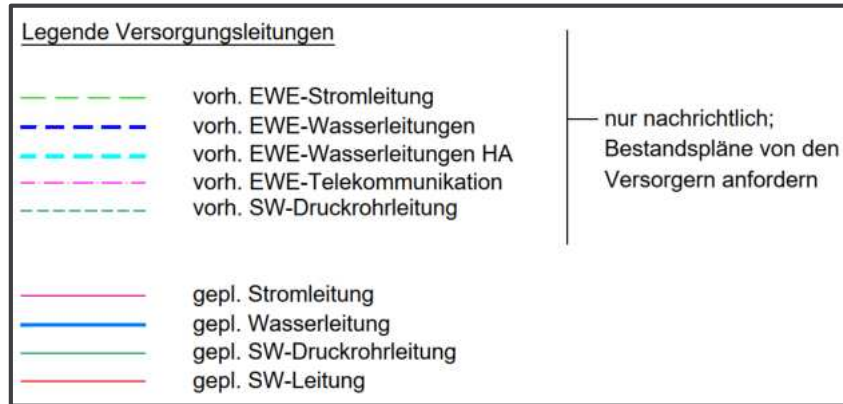 Legende Versorgungsleitungen
vorh. EWE-Stromleitung
vorh. EWE-Wasserleitungen
vorh. EWE-Wasserleitungen HA
vorh. EWE-Telekommunikation
vorh. SW-Druckrohrleitung
nur nachrichtlich;
Bestandspläne von den
Versorgern anfordern
gepl. Stromleitung
gepl. Wasserleitung
gepl. SW-Druckrohrleitung
gepl. SW-Leitung